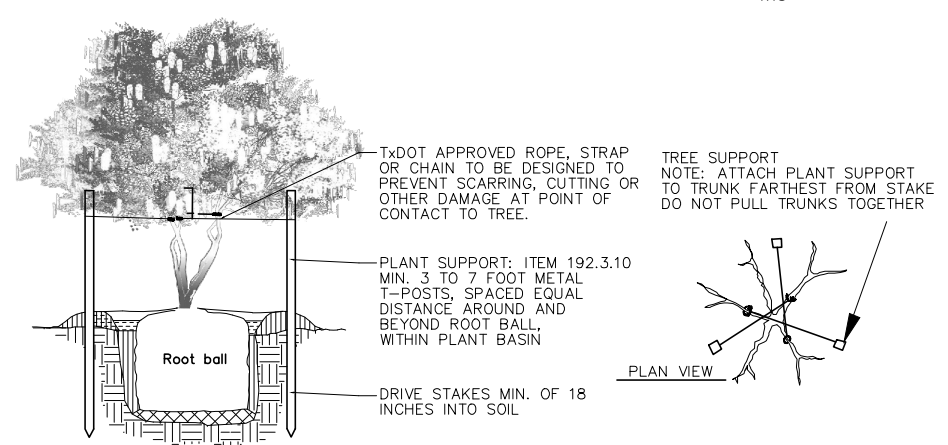 TxDOT APPROVED ROPE, STRAP
OR CHAIN TO BE DESIGNED TO
PREVENT SCARRING, CUTTING OR
OTHER DAMAGE AT POINT OF
CONTACT TO TREE.
TREE SUPPORT
NOTE: ATTACH PLANT SUPPORT
TO TRUNK FARTHEST FROM STAKE
DO NOT PULL TRUNKS TOGETHER
PLANT SUPPORT: ITEM 192.3.10
MIN. 3 TO 7 FOOT METAL
T-POSTS, SPACED EQUAL
DISTANCE AROUND AND
BEYOND ROOT BALL,
WITHIN PLANT BASIN
Root ball
PLAN VIEW
DRIVE STAKES MIN. OF 18
INCHES INTO SOIL